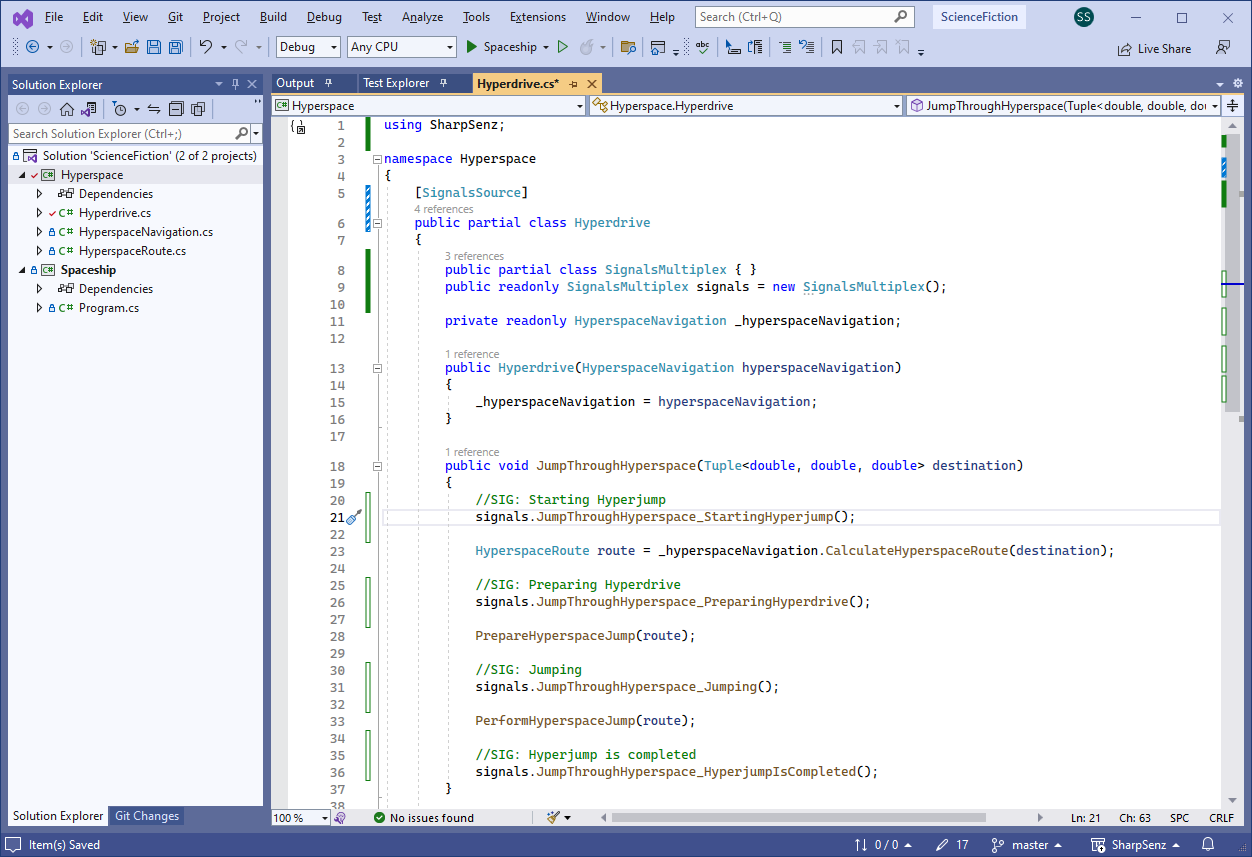 File Edit View Git Project Build Debug Test Analyze Tools Extensions Window Help Search (Ctrl+Q) ScienceFiction SS
Debug Any CPU Spaceship abc Live Share
Solution Explorer
Search Solution Explorer (Ctrl+;)
Solution 'ScienceFiction' (2 of 2 projects)
C# Hyperspace
Dependencies
C# Hyperdrive.cs
C# HyperspaceNavigation.cs
C# HyperspaceRoute.cs
C# Spaceship
Dependencies
C# Program.cs
Solution Explorer Git Changes
Output Test Explorer Hyperdrive.cs*
C# Hyperspace Hyperspace.Hyperdrive JumpThroughHyperspace(Tuple<double, double, dou
1 using SharpSenz;
2
3 namespace Hyperspace
4 {
5 [SignalsSource]
4 references
6 public partial class Hyperdrive
7 {
3 references
8 public partial class SignalsMultiplex { }
9 public readonly SignalsMultiplex signals = new SignalsMultiplex();
10
11 private readonly HyperspaceNavigation _hyperspaceNavigation;
12
1 reference
13 public Hyperdrive(HyperspaceNavigation hyperspaceNavigation)
14 {
15 _hyperspaceNavigation = hyperspaceNavigation;
16 }
17
1 reference
18 public void JumpThroughHyperspace(Tuple<double, double, double> destination)
19 {
20 //SIG: Starting Hyperjump
21 signals.JumpThroughHyperspace_StartingHyperjump();
22
23 HyperspaceRoute route = _hyperspaceNavigation.CalculateHyperspaceRoute(destination);
24
25 //SIG: Preparing Hyperdrive
26 signals.JumpThroughHyperspace_PreparingHyperdrive();
27
28 PrepareHyperspaceJump(route);
29
30 //SIG: Jumping
31 signals.JumpThroughHyperspace_Jumping();
32
33 PerformHyperspaceJump(route);
34
35 //SIG: Hyperjump is completed
36 signals.JumpThroughHyperspace_HyperjumpIsCompleted();
37 }
38
100 % No issues found Ln: 21 Ch: 63 SPC CRLF
Item(s) Saved 0 / 0 17 master SharpSenz